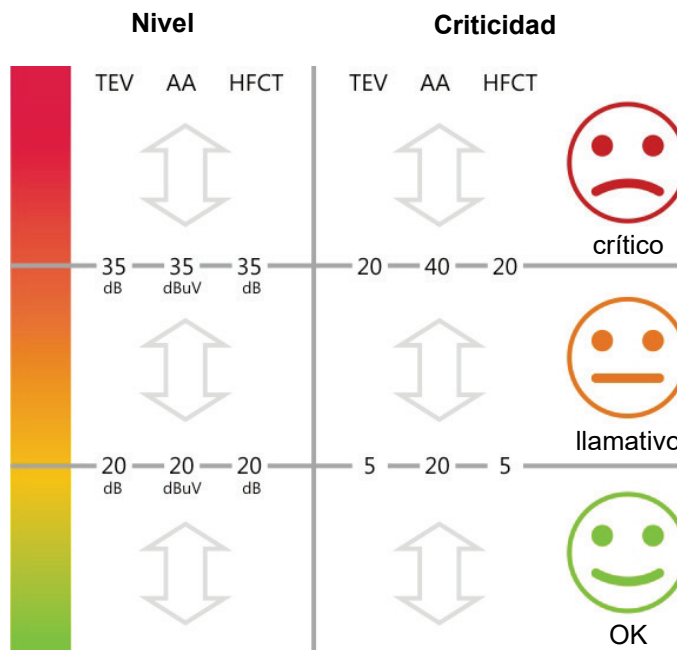 Nivel Criticidad
TEV AA HFCT TEV AA HFCT
crítico
35 35 35 20 40 20
dB dBuV dB
llamativo
20 20 20 5 20 5
dB dBuV dB
OK